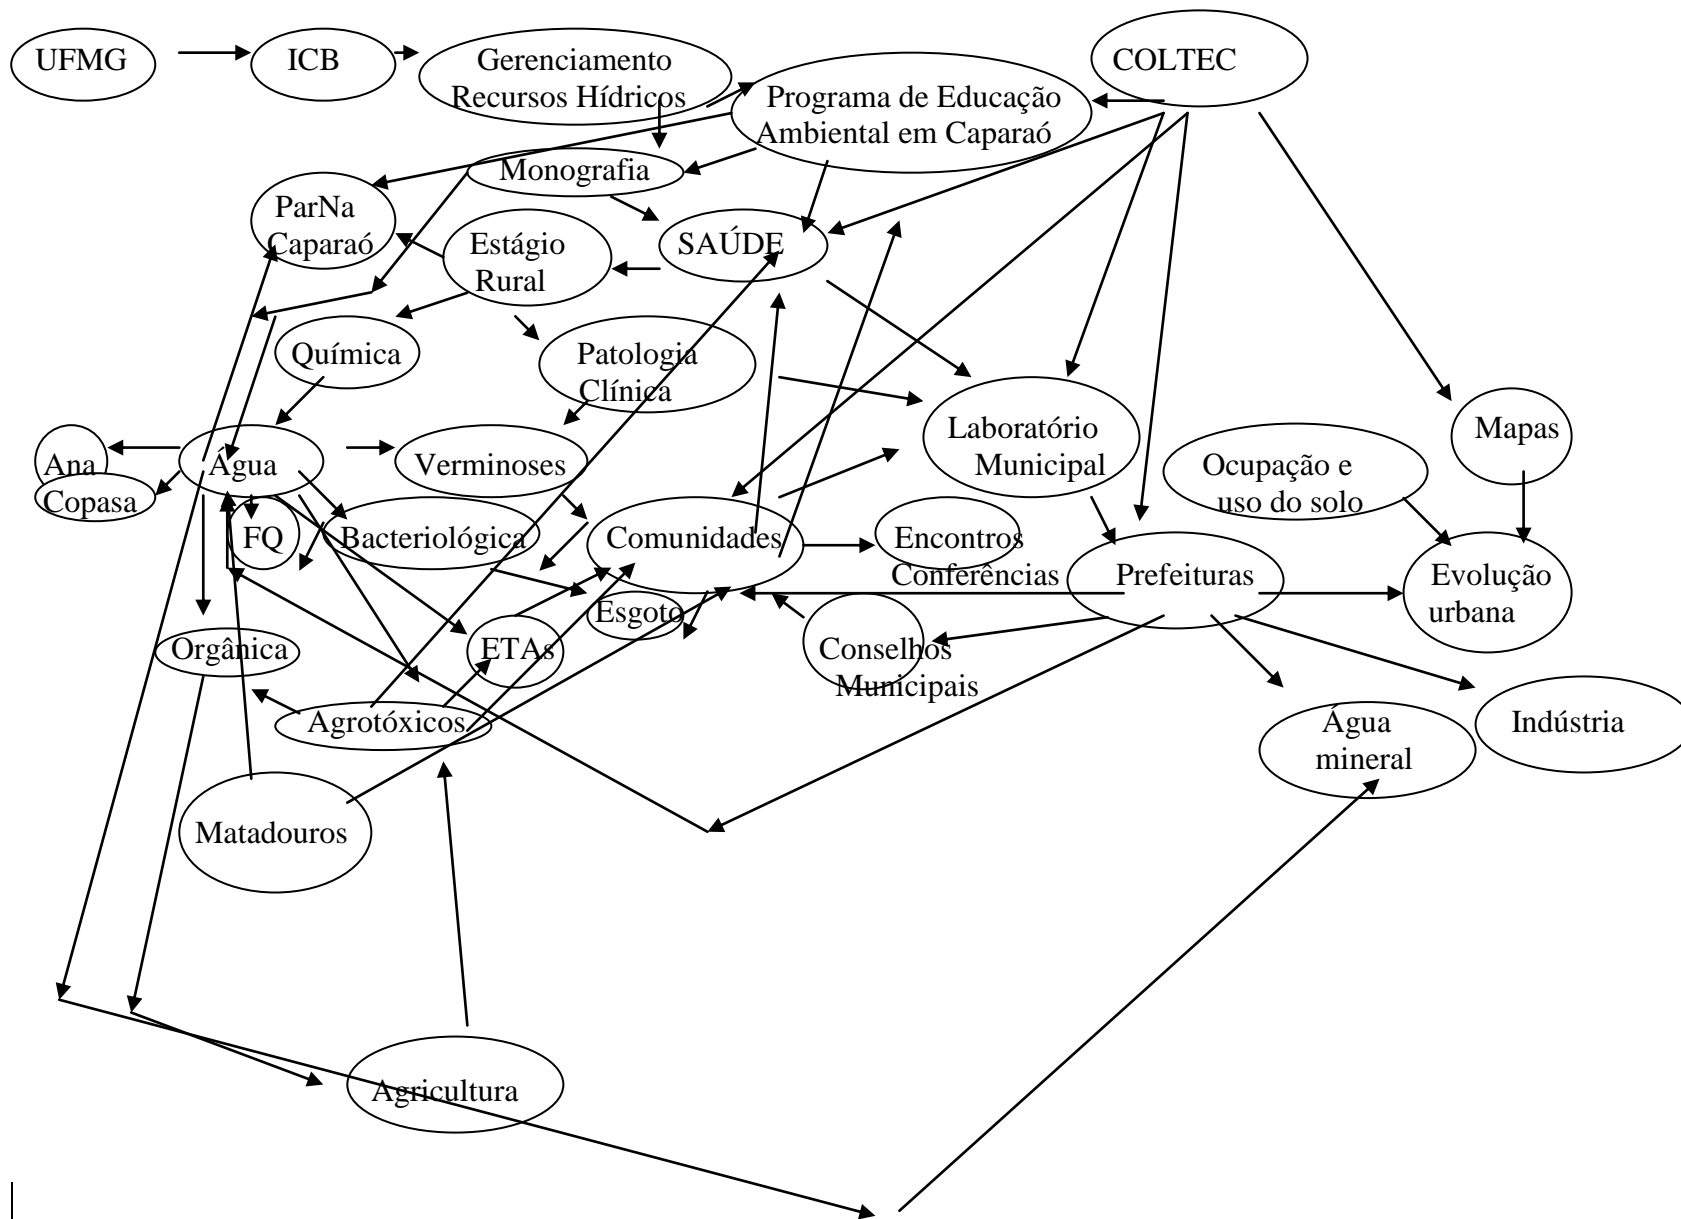 UFMG
ICB
Gerenciamento
Recursos Hídricos
COLTEC
Programa de Educação
Ambiental em Caparaó
Monografia
ParNa
Caparaó
Estágio
Rural
SAÚDE
Química
Patologia
Clínica
Ana
Copasa
Água
Verminoses
Laboratório
Municipal
Mapas
Ocupação e
uso do solo
FQ
Bacteriológica
Comunidades
Encontros
Conferências
Prefeituras
Evolução
urbana
Orgânica
ETAs
Esgoto
Conselhos
Municipais
Agrotóxicos
Água
mineral
Indústria
Matadouros
Agricultura